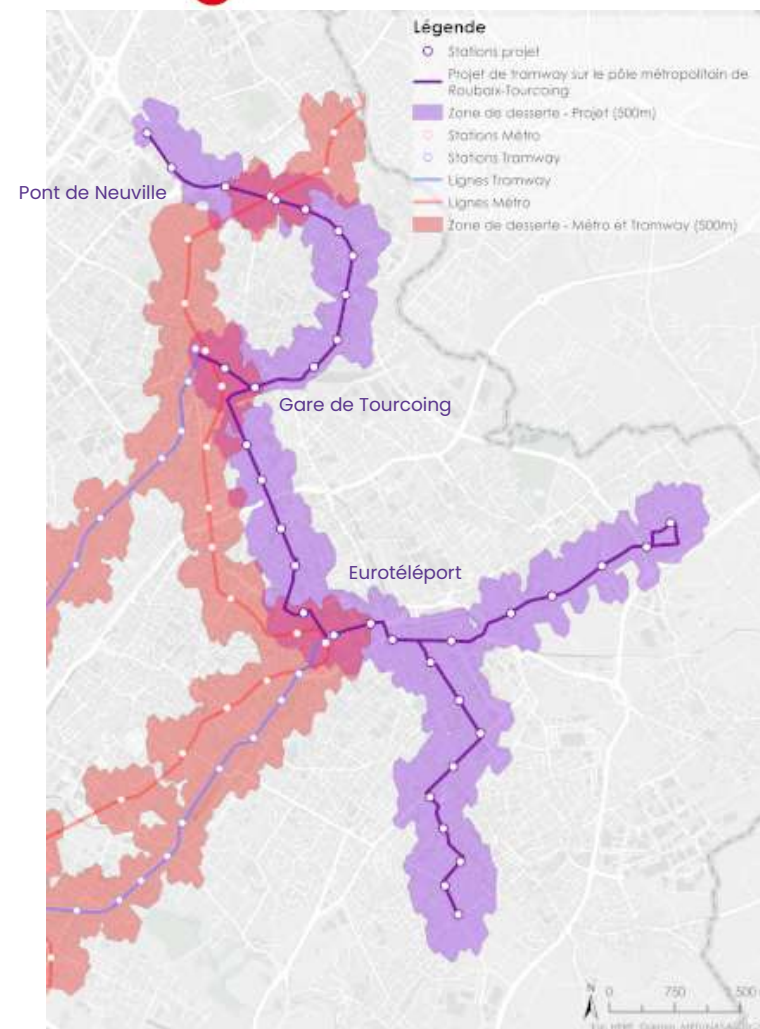 Légende
Stations projet
Projet de tramway sur le pôle métropolitain de
Roubaix-Tourcoing
Zone de desserte - Projet (500m)
Stations Métro
Stations Tramway
Lignes Tramway
Lignes Métro
Zone de desserte - Métro et Tramway (500m)
Pont de Neuville
Gare de Tourcoing
Eurotéléport
N
0 750 1 500